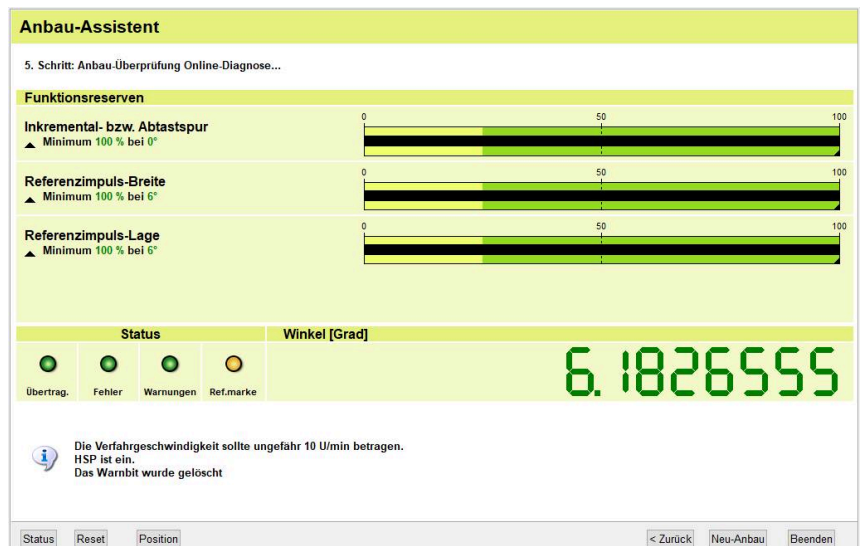 Anbau-Assistent
5. Schritt: Anbau-Überprüfung Online-Diagnose...
Funktionsreserven
Inkremental- bzw. Abtastspur
Minimum 100 % bei 0°
0 50 100
Referenzimpuls-Breite
Minimum 100 % bei 6°
0 50 100
Referenzimpuls-Lage
Minimum 100 % bei 6°
0 50 100
Status Winkel [Grad]
Übertrag. Fehler Warnungen Ref.marke
6.1826555
Die Verfahrgeschwindigkeit sollte ungefähr 10 U/min betragen.
HSP ist ein.
Das Warnbit wurde gelöscht
Status Reset Position < Zurück Neu-Anbau Beenden